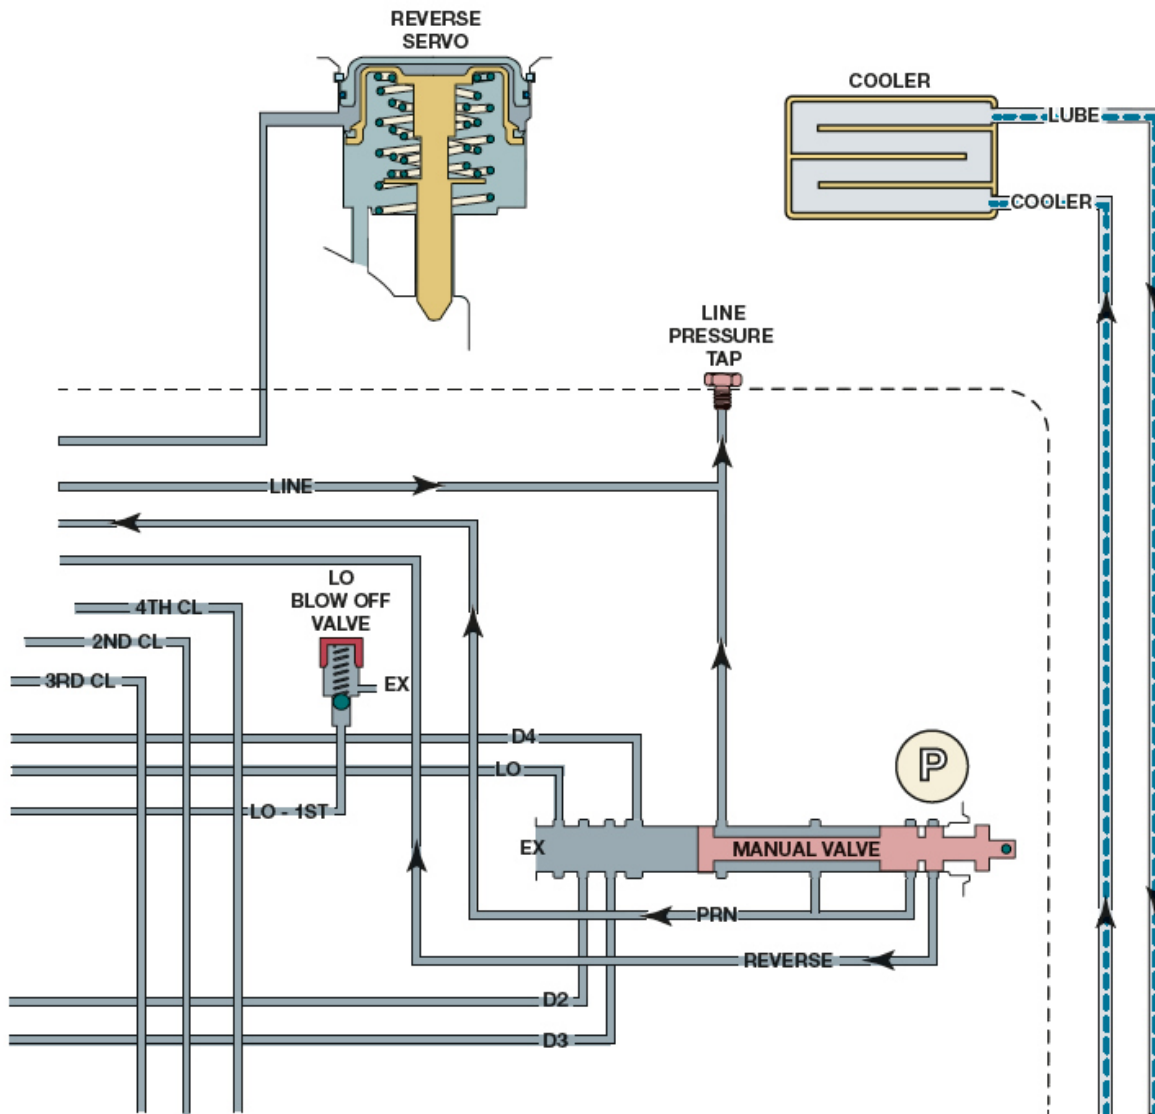 REVERSE
SERVO
COOLER
LUBE
COOLER
LINE
PRESSURE
TAP
LINE
LO
BLOW OFF
VALVE
4TH CL
2ND CL
3RD CL
EX
D4
LO
P
LO - 1ST
EX
MANUAL VALVE
PRN
REVERSE
D2
D3